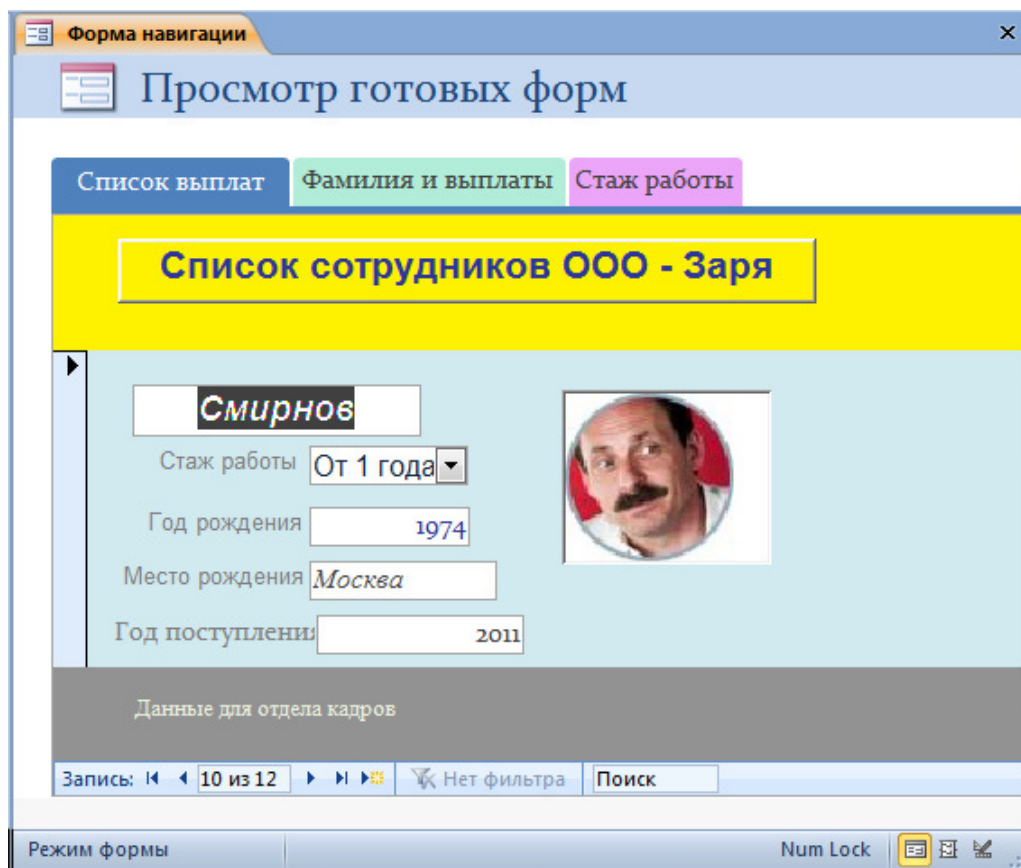 Форма навигации
Просмотр готовых форм
Список выплат Фамилия и выплаты Стаж работы
Список сотрудников ООО - Заря
Смирнов
Стаж работы От 1 года
Год рождения 1974
Место рождения Москва
Год поступлени 2011
Данные для отдела кадров
Запись: 10 из 12 Нет фильтра Поиск
Режим формы Num Lock